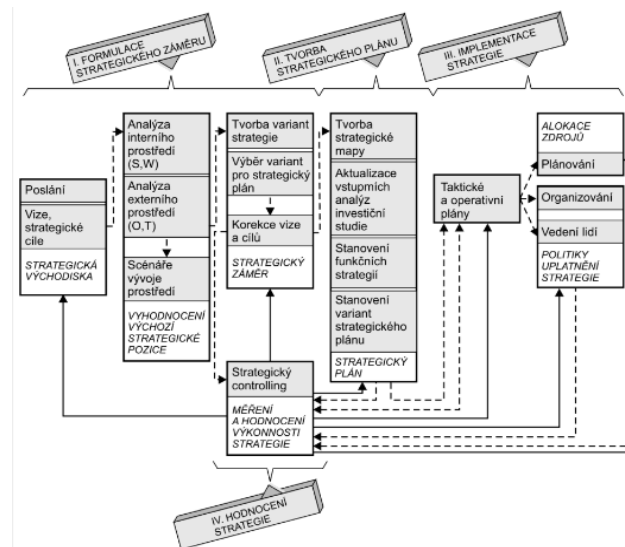 I. FORMULACE
STRATEGICKÉHO ZÁMĚRU
II. TVORBA
STRATEGICKÉHO PLÁNU
III. IMPLEMENTACE
STRATEGIE
Poslání
Vize,
strategické
cíle
STRATEGICKÁ
VÝCHODISKA
Analýza
interního
prostředí
(S,W)
Analýza
externího
prostředí
(O,T)
Scénáře
vývoje
prostředí
VYHODNOCENÍ
VÝCHOZÍ
STRATEGICKÉ
POZICE
Tvorba variant
strategie
Výběr variant
pro strategický
plán
Korekce vize
a cílů
STRATEGICKÝ
ZÁMĚR
Tvorba
strategické
mapy
Aktualizace
vstupních
analýz
investiční
studie
Stanovení
funkčních
strategií
Stanovení
variant
strategického
plánu
STRATEGICKÝ
PLÁN
Taktické
a operativní
plány
ALOKACE
ZDROJŮ
Plánování
Organizování
Vedení lidí
POLITIKY
UPLATNĚNÍ
STRATEGIE
Strategický
controlling
MĚŘENÍ
A HODNOCENÍ
VÝKONNOSTI
STRATEGIE
IV. HODNOCENÍ
STRATEGIE